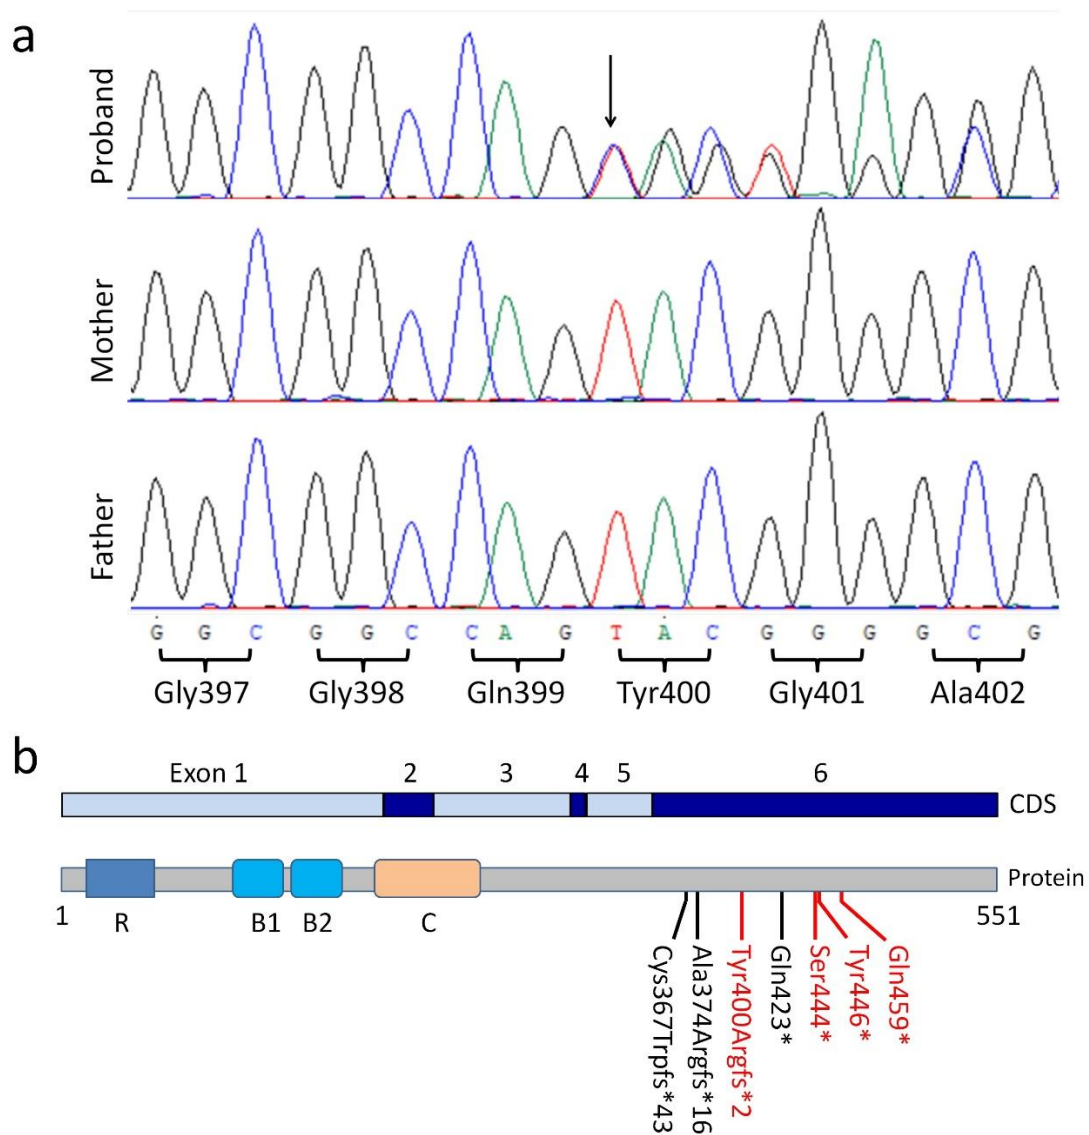 a
Proband
Mother
Father
G G C G G C C A G T A C G G G G C G
Gly397 Gly398 Gln399 Tyr400 Gly401 Ala402
b
Exon 1 2 3 4 5 6
CDS
Protein
1 R B1 B2 C 551
Cys367Trpfs*43
Ala374Argfs*16
Tyr400Argfs*2
Gln423*
Ser444*
Tyr446*
Gln459*